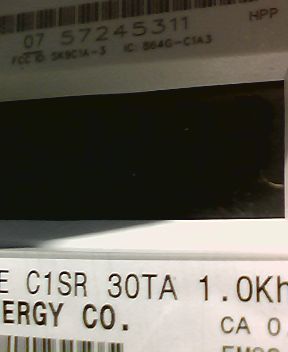 HPP
07 57245311
FCC ID: SK9C1A-3 IC: 864G-C1A3
E C1SR 30TA 1.0Kh
ERGY CO.
CA 0